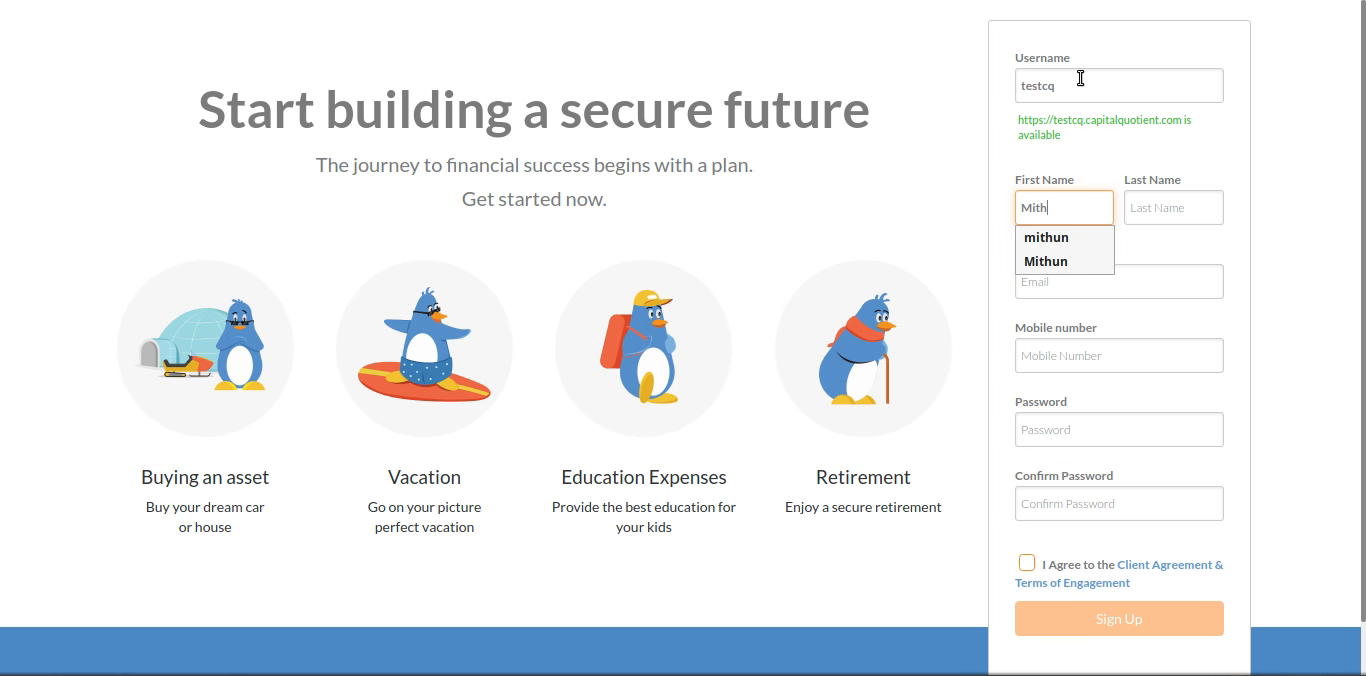 Start building a secure future
The journey to financial success begins with a plan.
Get started now.
Buying an asset
Buy your dream car
or house
Vacation
Go on your picture
perfect vacation
Education Expenses
Provide the best education for
your kids
Retirement
Enjoy a secure retirement
Username
testcq
https://testcq.capitalquotient.com is
available
First Name
Last Name
Mith
Last Name
mithun
Mithun
Email
Mobile number
Mobile Number
Password
Password
Confirm Password
Confirm Password
I Agree to the Client Agreement &
Terms of Engagement
Sign Up